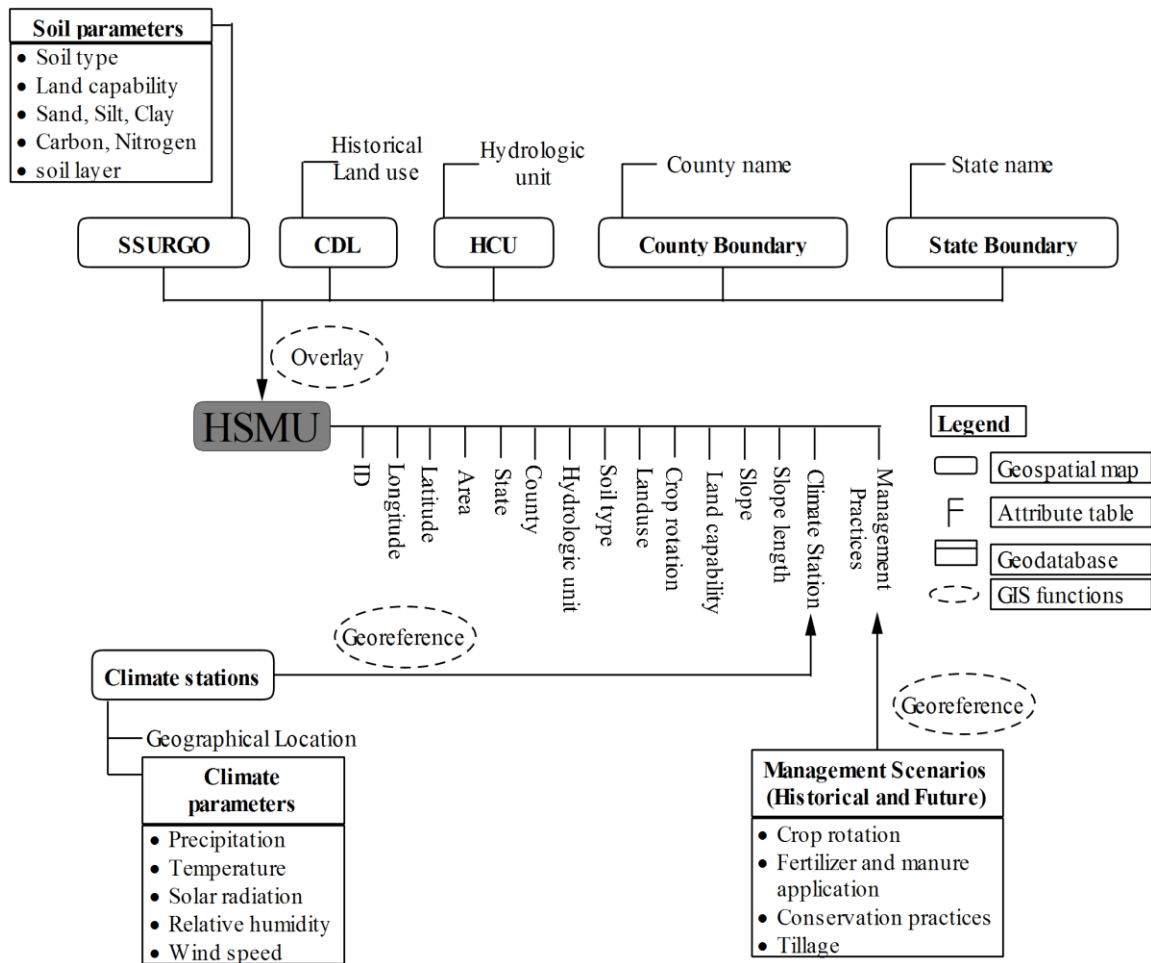 Soil parameters
• Soil type
• Land capability
• Sand, Silt, Clay
• Carbon, Nitrogen
• soil layer
Historical
Land use
Hydrologic
unit
County name
State name
SSURGO
CDL
HCU
County Boundary
State Boundary
Overlay
HSMU
ID
Longitude
Latitude
Area
State
County
Hydrologic unit
Soil type
Landuse
Crop rotation
Land capability
Slope
Slope length
Climate Station
Management
Practices
Legend
Geospatial map
Attribute table
Geodatabase
GIS functions
Georeference
Climate stations
Geographical Location
Climate
parameters
• Precipitation
• Temperature
• Solar radiation
• Relative humidity
• Wind speed
Georeference
Management Scenarios
(Historical and Future)
• Crop rotation
• Fertilizer and manure
application
• Conservation practices
• Tillage